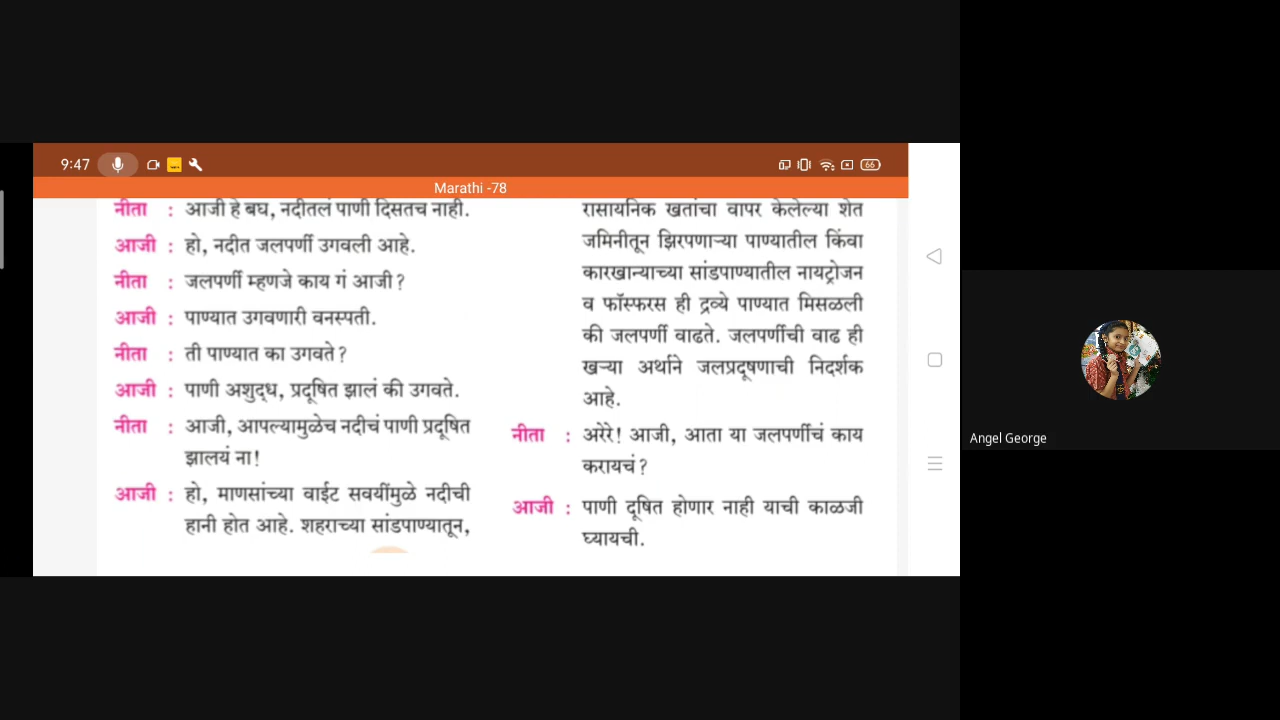 9:47
66
Marathi -78
नीता : आजी हे बघ, नदीतलं पाणी दिसतच नाही.
आजी : हो, नदीत जलपर्णी उगवली आहे.
नीता : जलपर्णी म्हणजे काय गं आजी?
आजी : पाण्यात उगवणारी वनस्पती.
नीता : ती पाण्यात का उगवते?
आजी : पाणी अशुद्ध, प्रदूषित झालं की उगवते.
नीता : आजी, आपल्यामुळेच नदीचं पाणी प्रदूषित
झालयं ना!
आजी : हो, माणसांच्या वाईट सवयींमुळे नदीची
हानी होत आहे. शहराच्या सांडपाण्यातून,
रासायनिक खतांचा वापर केलेल्या शेत
जमिनीतून झिरपणाऱ्या पाण्यातील किंवा
कारखान्याच्या सांडपाण्यातील नायट्रोजन
व फॉस्फरस ही द्रव्ये पाण्यात मिसळली
की जलपर्णी वाढते. जलपर्णीची वाढ ही
खऱ्या अर्थाने जलप्रदूषणाची निदर्शक
आहे.
नीता : अरेरे! आजी, आता या जलपर्णीचं काय
करायचं?
आजी : पाणी दूषित होणार नाही याची काळजी
घ्यायची.
Angel George